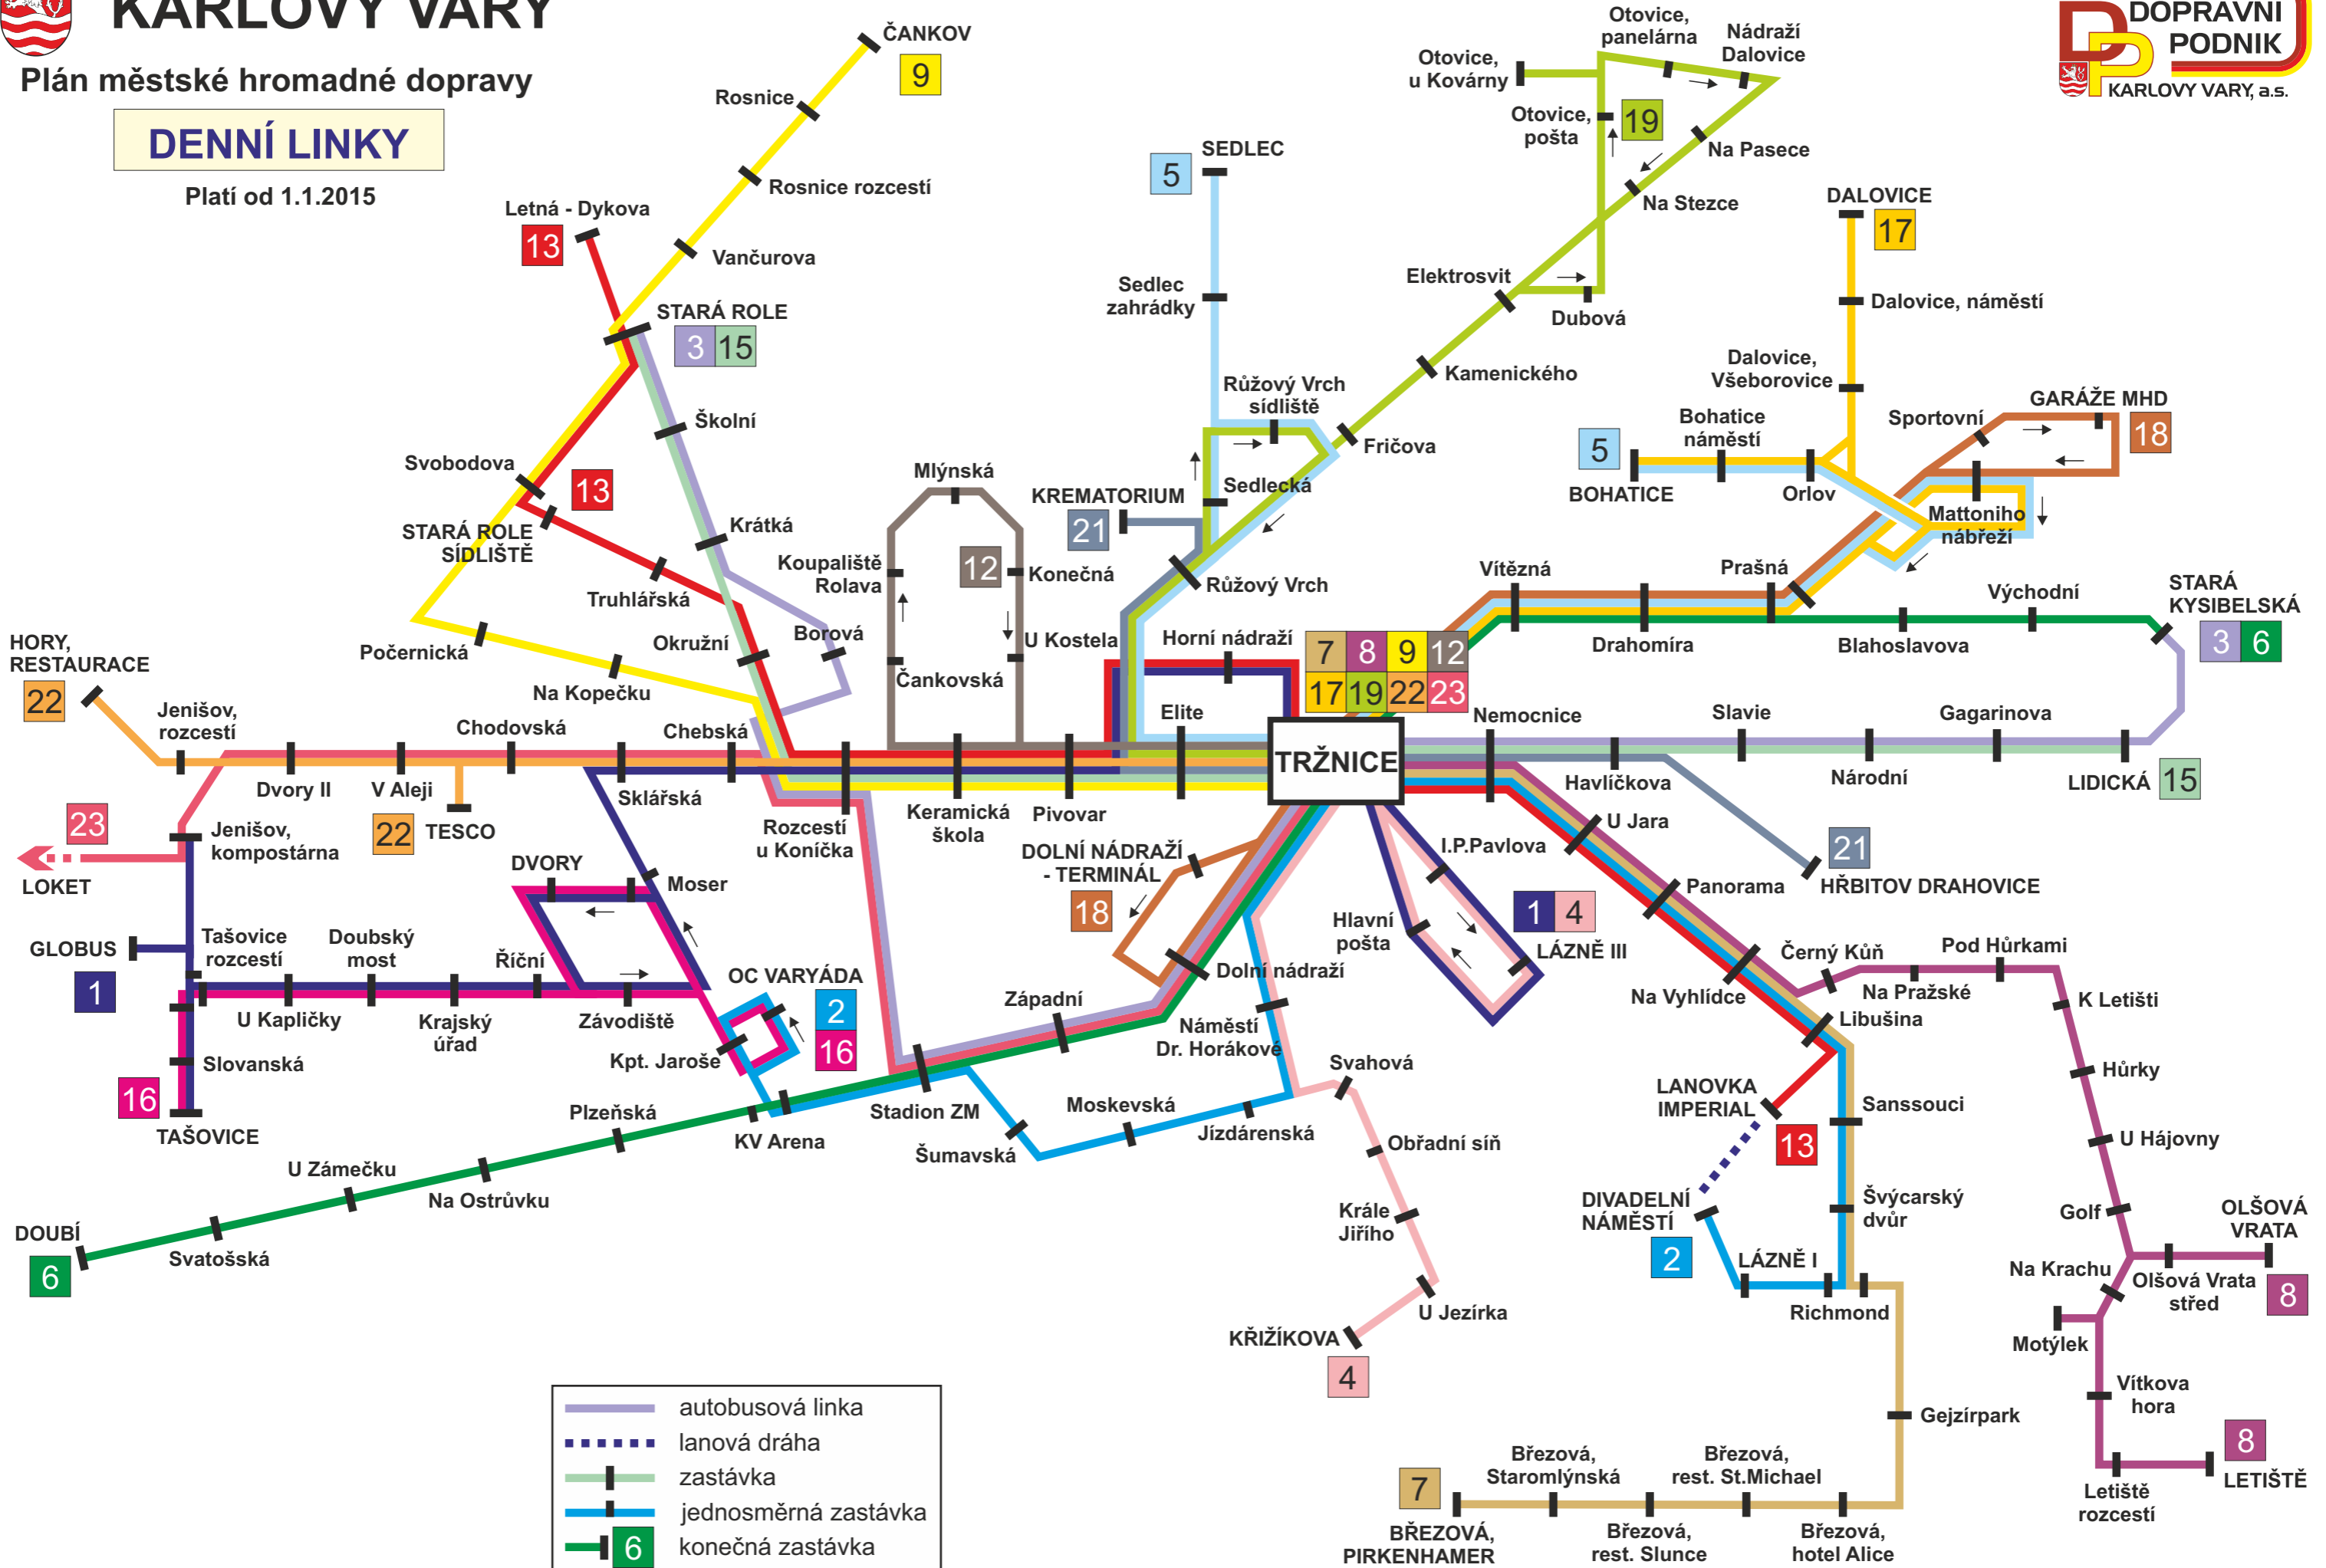 KARLOVY VARY
Plán městské hromadné dopravy
DENNÍ LINKY
Platí od 1.1.2015
DOPRAVNÍ
PODNIK
KARLOVY VARY, a.s.
DP
ČANKOV
9
Rosnice
Rosnice rozcestí
Vančurova
Letná - Dykova
13
STARÁ ROLE
3 15
Školní
Svobodova
13
STARÁ ROLE
SÍDLIŠTĚ
Krátká
Truhlářská
Okružní
Borová
Počernická
Na Kopečku
HORY,
RESTAURACE
22
Jenišov,
rozcestí
Chodovská
Chebská
Dvory II
V Aleji
22
TESCO
Sklářská
23
LOKET
Jenišov,
kompostárna
Rozcestí
u Koníčka
Keramická
škola
Pivovar
Elite
Horní nádraží
DVORY
Moser
GLOBUS
1
Tašovice
rozcestí
Doubský
most
Říční
U Kapličky
Krajský
úřad
Závodiště
Slovanská
16
TAŠOVICE
OC VARYÁDA
2
16
Kpt. Jaroše
Otovice,
panelárna
Nádraží
Dalovice
Otovice,
u Kovárny
Otovice,
pošta
19
Na Pasece
Na Stezce
Elektrosvit
Dubová
Kamenického
Fričova
5
SEDLEC
Sedlec
zahrádky
Růžový Vrch
sídliště
Sedlecká
Mlýnská
KREMATORIUM
21
Koupaliště
Rolava
12
Konečná
Růžový Vrch
U Kostela
Čankovská
DALOVICE
17
Dalovice, náměstí
Dalovice,
Všeborovice
Sportovní
GARÁŽE MHD
18
Bohatice
náměstí
5
BOHATICE
Orlov
Mattoniho
nábřeží
Vítězná
Prašná
Drahomíra
Východní
Blahoslavova
STARÁ
KYSIBELSKÁ
3 6
7 8 9 12
17 19 22 23
TRŽNICE
Nemocnice
Slavie
Gagarinova
Havlíčkova
Národní
LIDICKÁ
15
21
HŘBITOV DRAHOVICE
U Jara
Panorama
I.P.Pavlova
1 4
LÁZNĚ III
Hlavní
pošta
DOLNÍ NÁDRAŽÍ
- TERMINÁL
18
Dolní nádraží
Západní
Náměstí
Dr. Horákové
Na Vyhlídce
Černý Kůň
Pod Hůrkami
Na Pražské
K Letišti
Libušina
Hůrky
LANOVKA
IMPERIAL
13
Sanssouci
U Hájovny
Svahová
Stadion ZM
Moskevská
Jízdárenská
Šumavská
KV Arena
Plzeňská
U Zámečku
Na Ostrůvku
DOUBÍ
6
Svatošská
Obřadní síň
Krále
Jiřího
U Jezírka
KŘIŽÍKOVA
4
DIVADELNÍ
NÁMĚSTÍ
2
LÁZNĚ I
Švýcarský
dvůr
Richmond
Golf
OLŠOVÁ
VRATA
8
Na Krachu
Olšová Vrata
střed
Motýlek
Vítkova
hora
8
LETIŠTĚ
Letiště
rozcestí
Gejzírpark
7
BŘEZOVÁ,
PIRKENHAMER
Březová,
Staromlýnská
Březová,
rest. Slunce
Březová,
rest. St.Michael
Březová,
hotel Alice
autobusová linka
lanová dráha
zastávka
jednosměrná zastávka
6 konečná zastávka